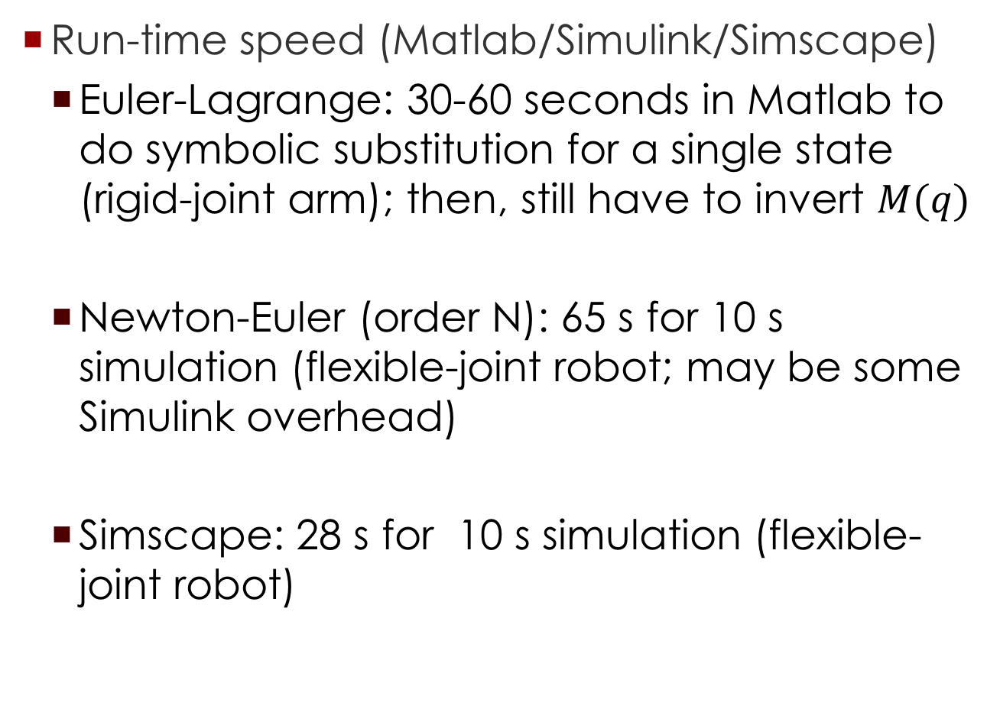 Run-time speed (Matlab/Simulink/Simscape)
Euler-Lagrange: 30-60 seconds in Matlab to
do symbolic substitution for a single state
(rigid-joint arm); then, still have to invert M(q)
Newton-Euler (order N): 65 s for 10 s
simulation (flexible-joint robot; may be some
Simulink overhead)
Simscape: 28 s for  10 s simulation (flexible-
joint robot)